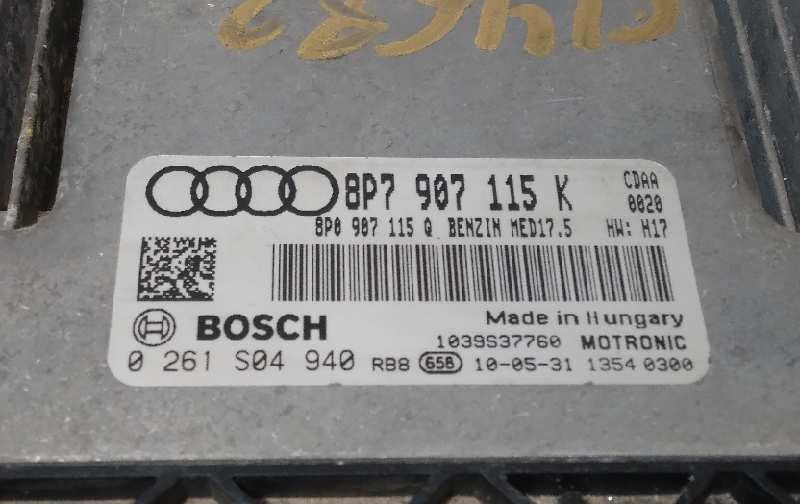 8P7 907 115 K CDAA
0020
8P0 907 115 Q BENZIN MED17.5 HW: H17
BOSCH
Made in Hungary
1039S37760 MOTRONIC
0 261 S04 940 RB8 658 10-05-31 1354 0300